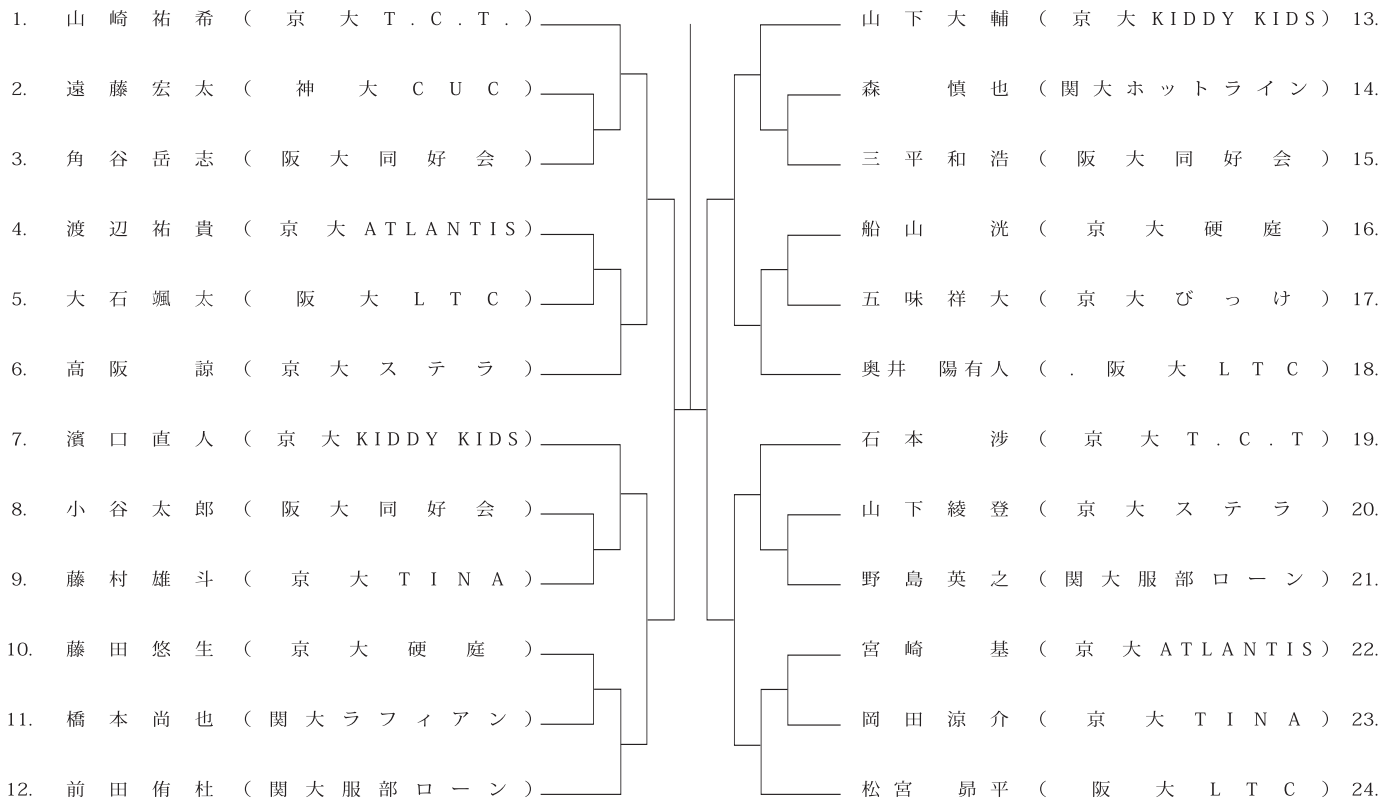 1. 山崎祐希(京大T.C.T.)
2. 遠藤宏太(神大CUC)
3. 角谷岳志(阪大同好会)
4. 渡辺祐貴(京大ATLANTIS)
5. 大石颯太(阪大LTC)
6. 高阪 諒(京大ステラ)
7. 濱口直人(京大KIDDY KIDS)
8. 小谷太郎(阪大同好会)
9. 藤村雄斗(京大TINA)
10. 藤田悠生(京大硬庭)
11. 橋本尚也(関大ラフィアン)
12. 前田侑杜(関大服部ローン)
山下大輔(京大KIDDY KIDS) 13.
森 慎也(関大ホットライン) 14.
三平和浩(阪大同好会) 15.
船山 洸(京大硬庭) 16.
五味祥大(京大びっけ) 17.
奥井 陽有人(.阪大LTC) 18.
石本 渉(京大T.C.T) 19.
山下綾登(京大ステラ) 20.
野島英之(関大服部ローン) 21.
宮崎 基(京大ATLANTIS) 22.
岡田涼介(京大TINA) 23.
松宮 昴平(阪大LTC) 24.